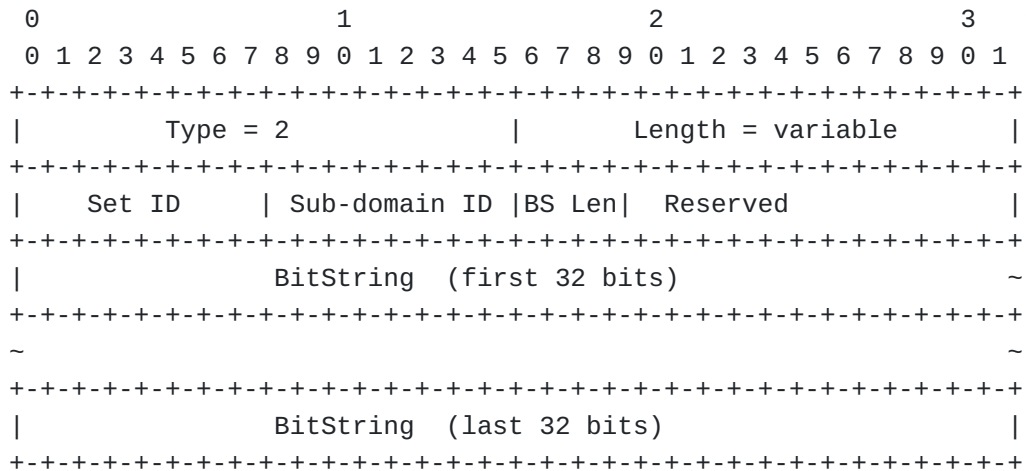 0                   1                   2                   3
 0 1 2 3 4 5 6 7 8 9 0 1 2 3 4 5 6 7 8 9 0 1 2 3 4 5 6 7 8 9 0 1
+-+-+-+-+-+-+-+-+-+-+-+-+-+-+-+-+-+-+-+-+-+-+-+-+-+-+-+-+-+-+-+-+
|         Type = 2              |       Length = variable       |
+-+-+-+-+-+-+-+-+-+-+-+-+-+-+-+-+-+-+-+-+-+-+-+-+-+-+-+-+-+-+-+-+
|    Set ID     | Sub-domain ID |BS Len|  Reserved              |
+-+-+-+-+-+-+-+-+-+-+-+-+-+-+-+-+-+-+-+-+-+-+-+-+-+-+-+-+-+-+-+-+
|                BitString  (first 32 bits)                     ~
+-+-+-+-+-+-+-+-+-+-+-+-+-+-+-+-+-+-+-+-+-+-+-+-+-+-+-+-+-+-+-+-+
~                                                               ~
+-+-+-+-+-+-+-+-+-+-+-+-+-+-+-+-+-+-+-+-+-+-+-+-+-+-+-+-+-+-+-+-+
|                BitString  (last 32 bits)                      |
+-+-+-+-+-+-+-+-+-+-+-+-+-+-+-+-+-+-+-+-+-+-+-+-+-+-+-+-+-+-+-+-+